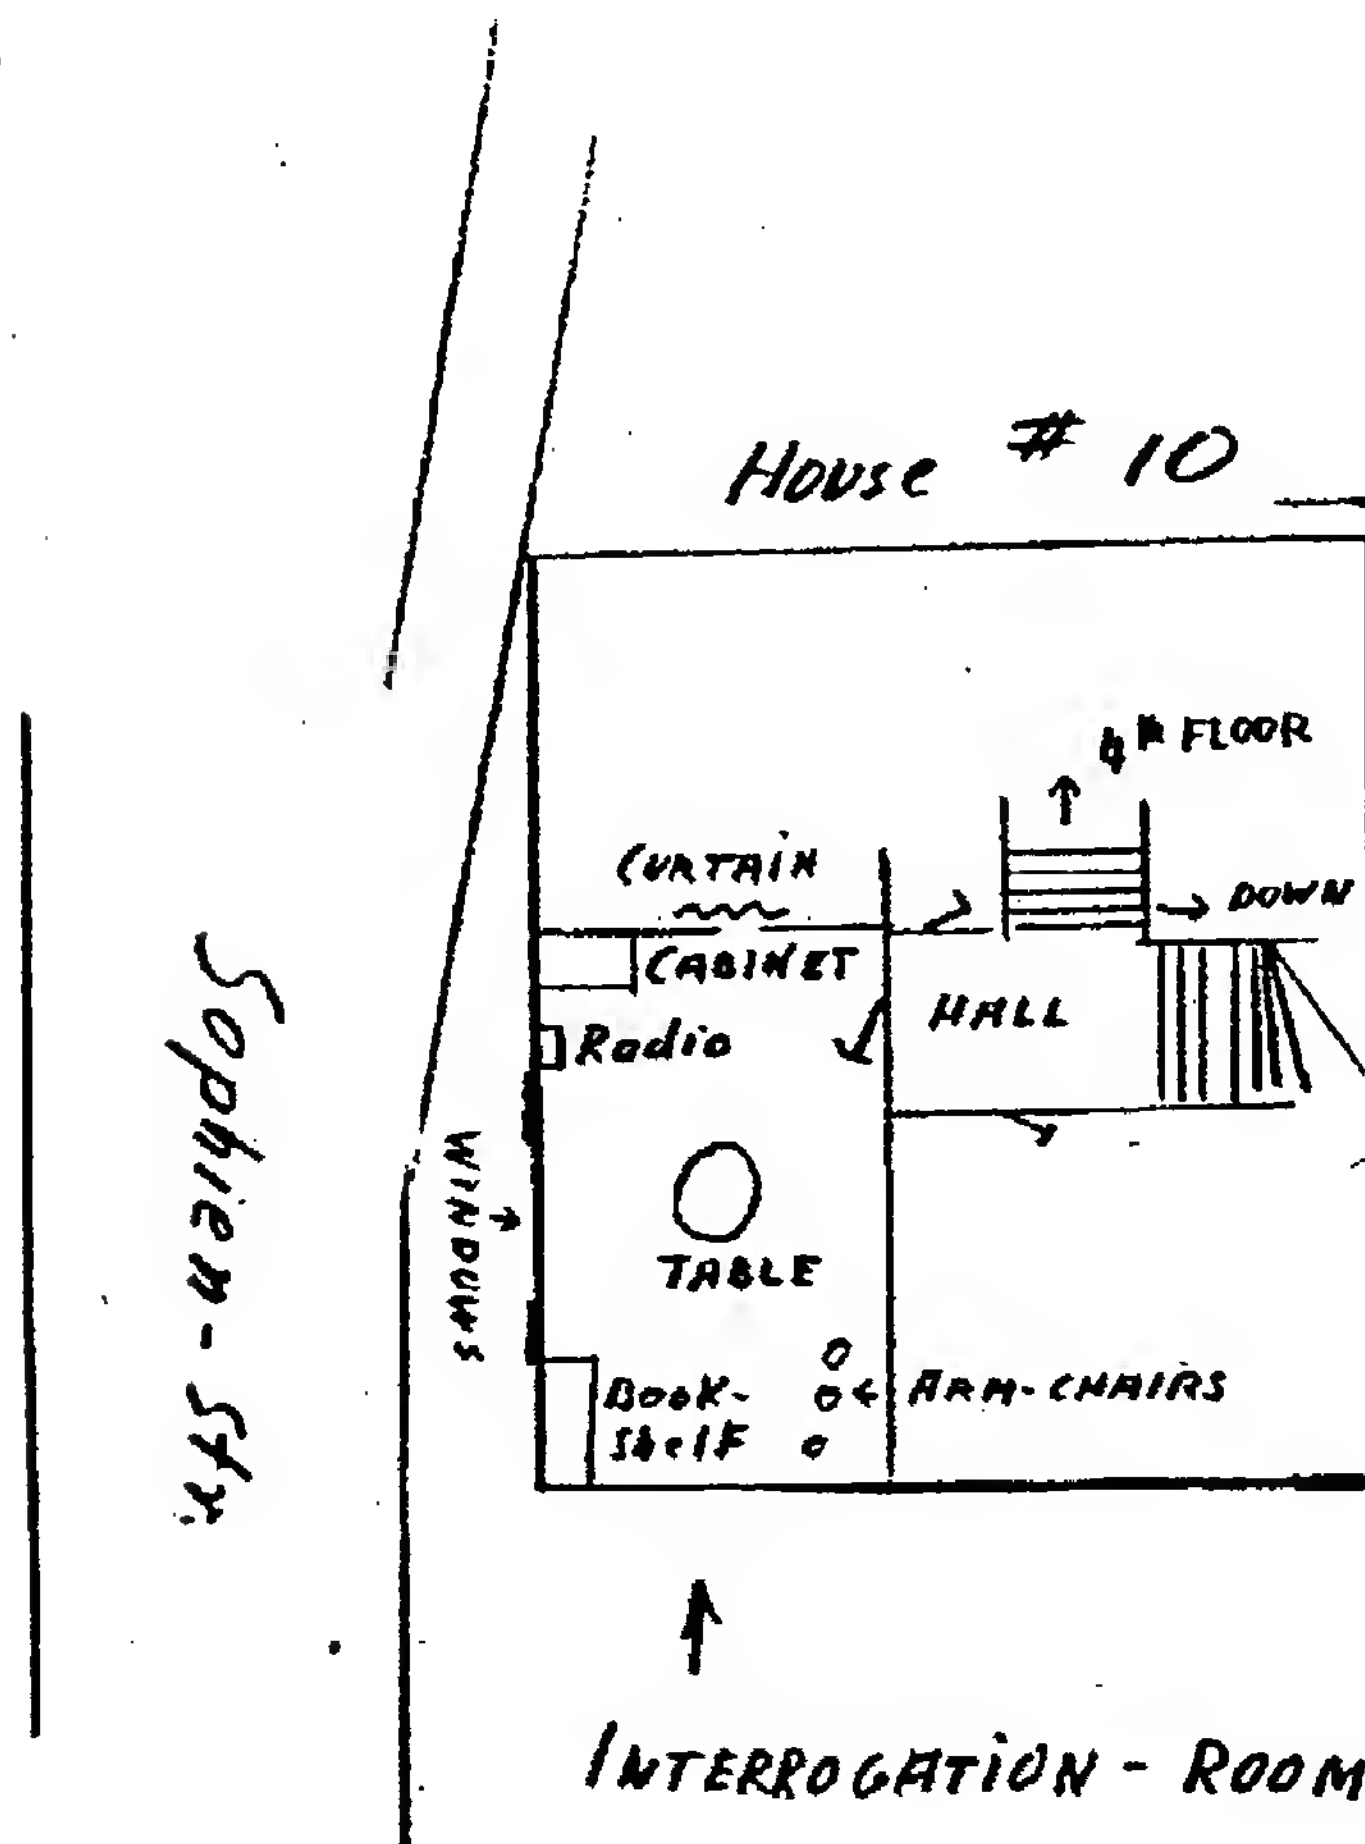 House # 10
4th FLOOR
CURTAIN
DOWN
CABINET
HALL
Radio
Sophien-Str.
WINDOWS
TABLE
ARM-CHAIRS
Book-
Shelf
INTERROGATION - ROOM